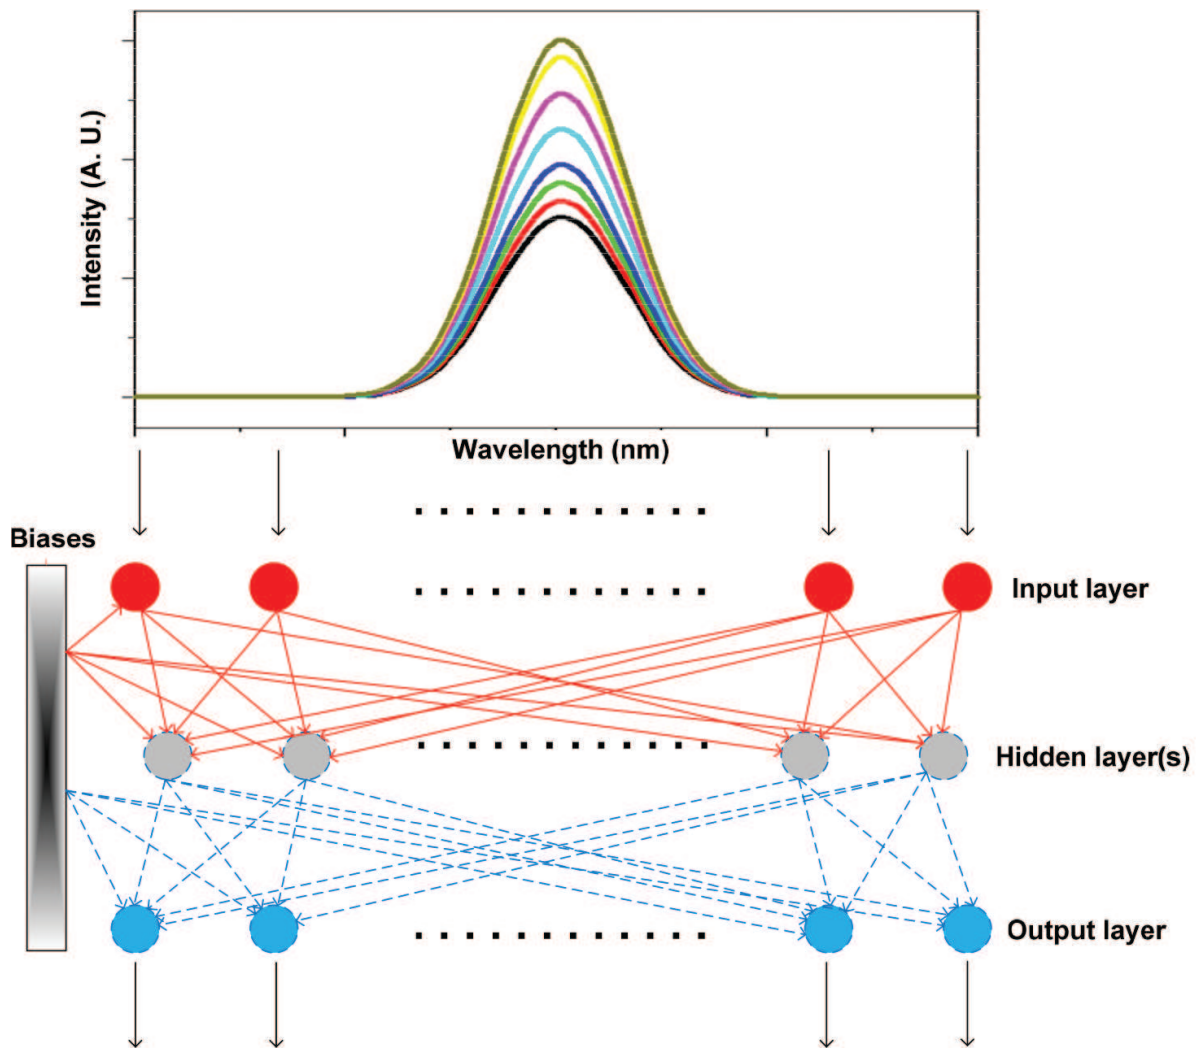 Intensity (A. U.)
Wavelength (nm)
Biases
Input layer
Hidden layer(s)
Output layer